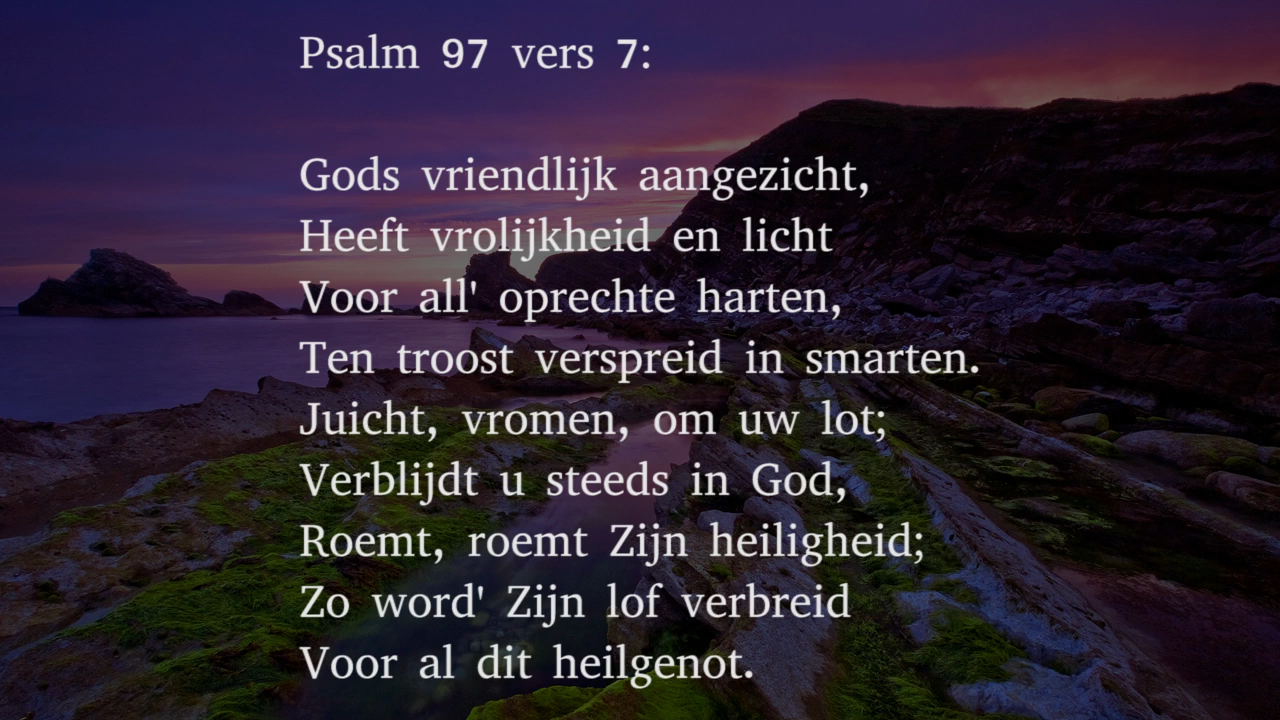 Psalm 97 vers 7:
Gods vriendlijk aangezicht,
Heeft vrolijkheid en licht
Voor all' oprechte harten,
Ten troost verspreid in smarten.
Juicht, vromen, om uw lot;
Verblijdt u steeds in God,
Roemt, roemt Zijn heiligheid;
Zo word' Zijn lof verbreid
Voor al dit heilgenot.